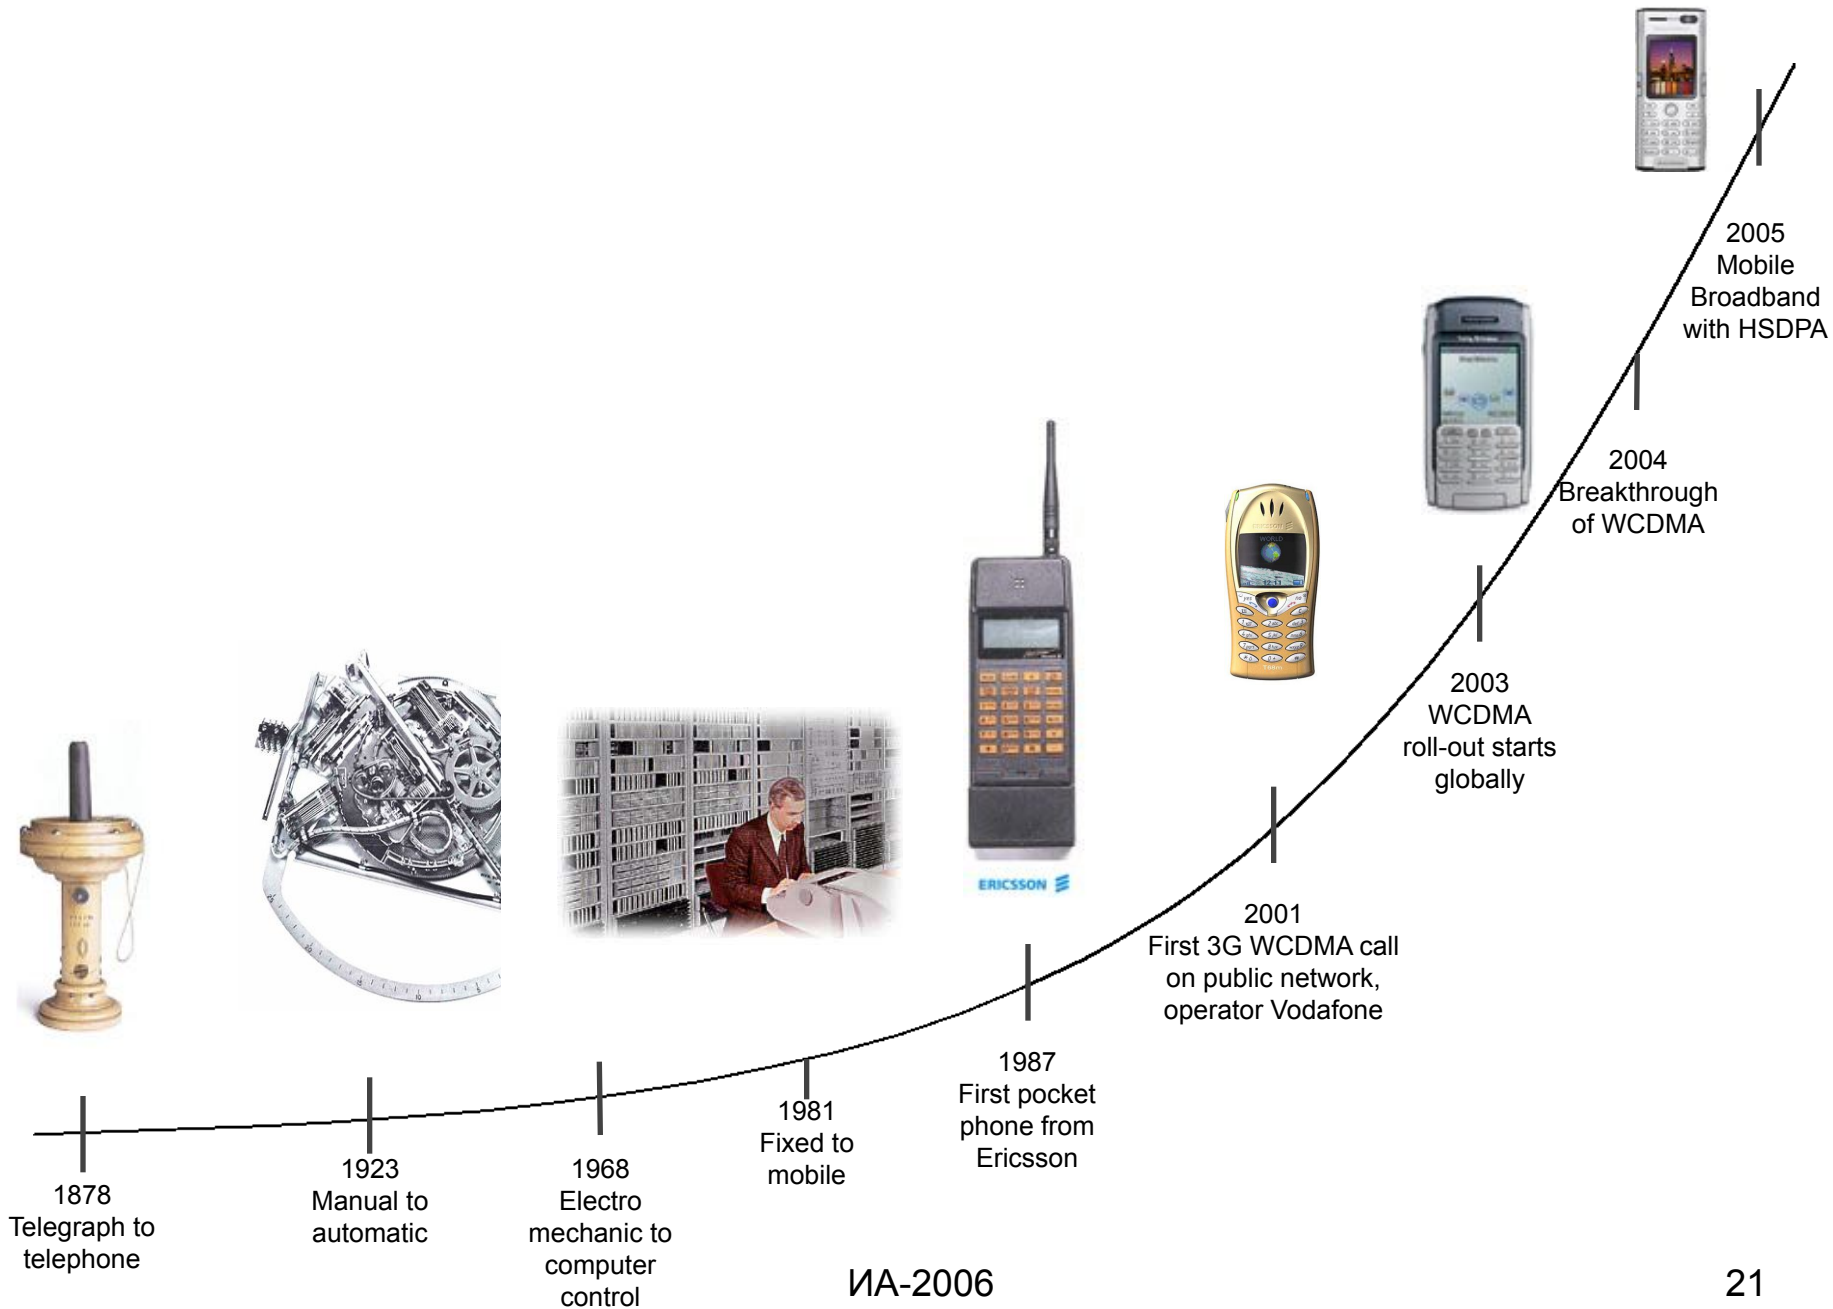 1878
Telegraph to
telephone
1923
Manual to
automatic
1968
Electro
mechanic to
computer
control
1981
Fixed to
mobile
ERICSSON
1987
First pocket
phone from
Ericsson
ERICSSON
WORLD
2001
First 3G WCDMA call
on public network,
operator Vodafone
2003
WCDMA
roll-out starts
globally
2004
Breakthrough
of WCDMA
2005
Mobile
Broadband
with HSDPA
ИА-2006
21